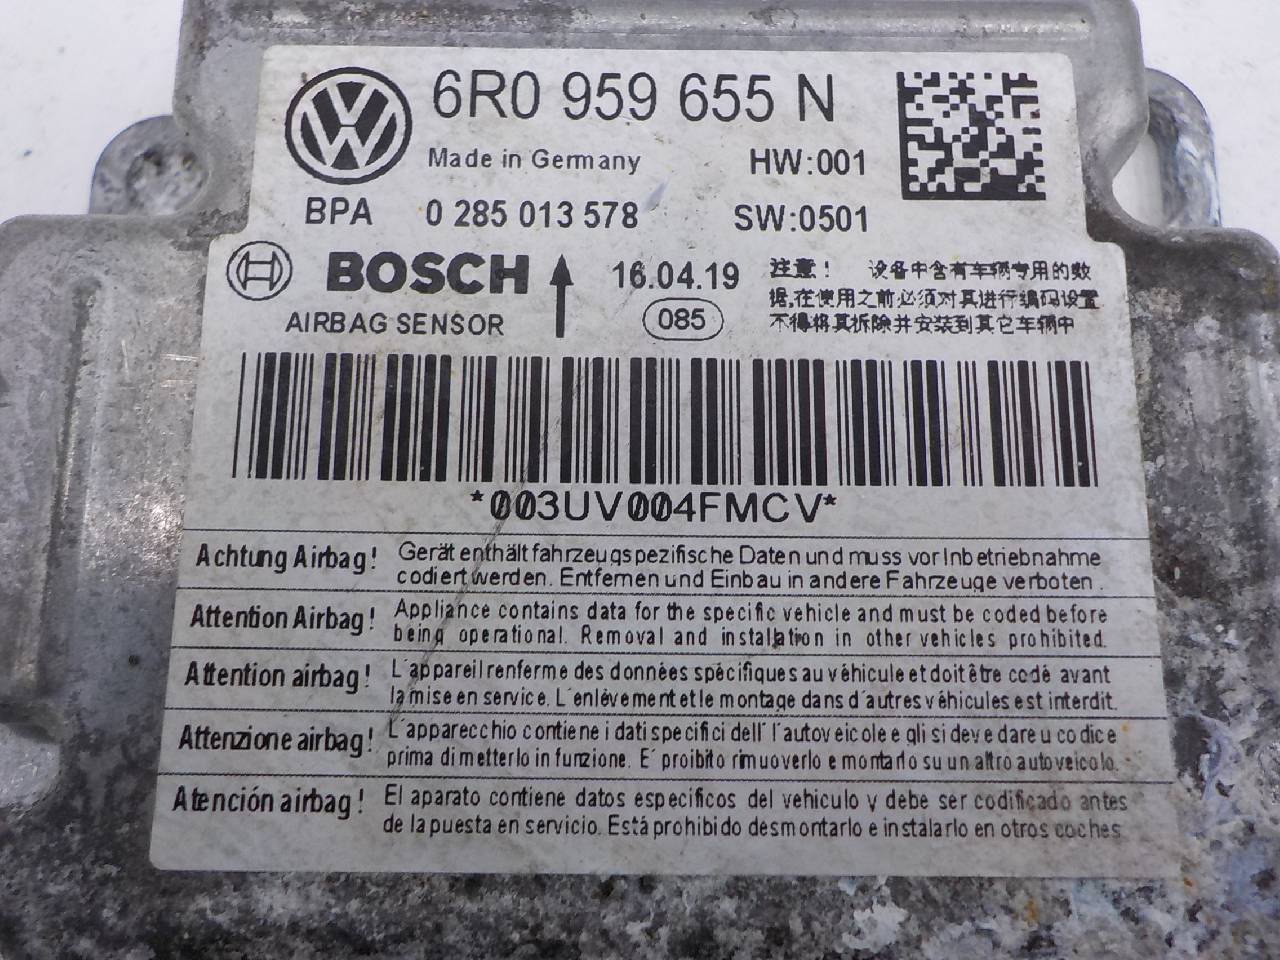 6R0 959 655 N
Made in Germany HW:001
BPA 0 285 013 578 SW:0501
BOSCH 16.04.19
AIRBAG SENSOR 085
注意! 设备中含有车辆专用的数
据,在使用之前必须对其进行编码设置
不得将其拆除并安装到其它车辆中
*003UV004FMCV*
Achtung Airbag! Gerät enthält fahrzeugspezifische Daten und muss vor Inbetriebnahme
codiert werden. Entfernen und Einbau in andere Fahrzeuge verboten.
Attention Airbag! Appliance contains data for the specific vehicle and must be coded before
being operational. Removal and installation in other vehicles prohibited.
Attention airbag! L'appareil renferme des données spécifiques au véhicule et doit être codé avant
la mise en service. L'enlèvement et le montage dans d'autres véhicules est interdit.
Attenzione airbag! L'apparecchio contiene i dati specifici dell' l'autoveicolo e gli si deve dare u codice
prima di metterlo in funzione. E' proibito rimuoverlo e montarlo su un altro autoveicolo.
Atención airbag! El aparato contiene datos especificos del vehiculo y debe ser codificado antes
de la puesta en servicio. Está prohibido desmontarlo e instalarlo en otros coches